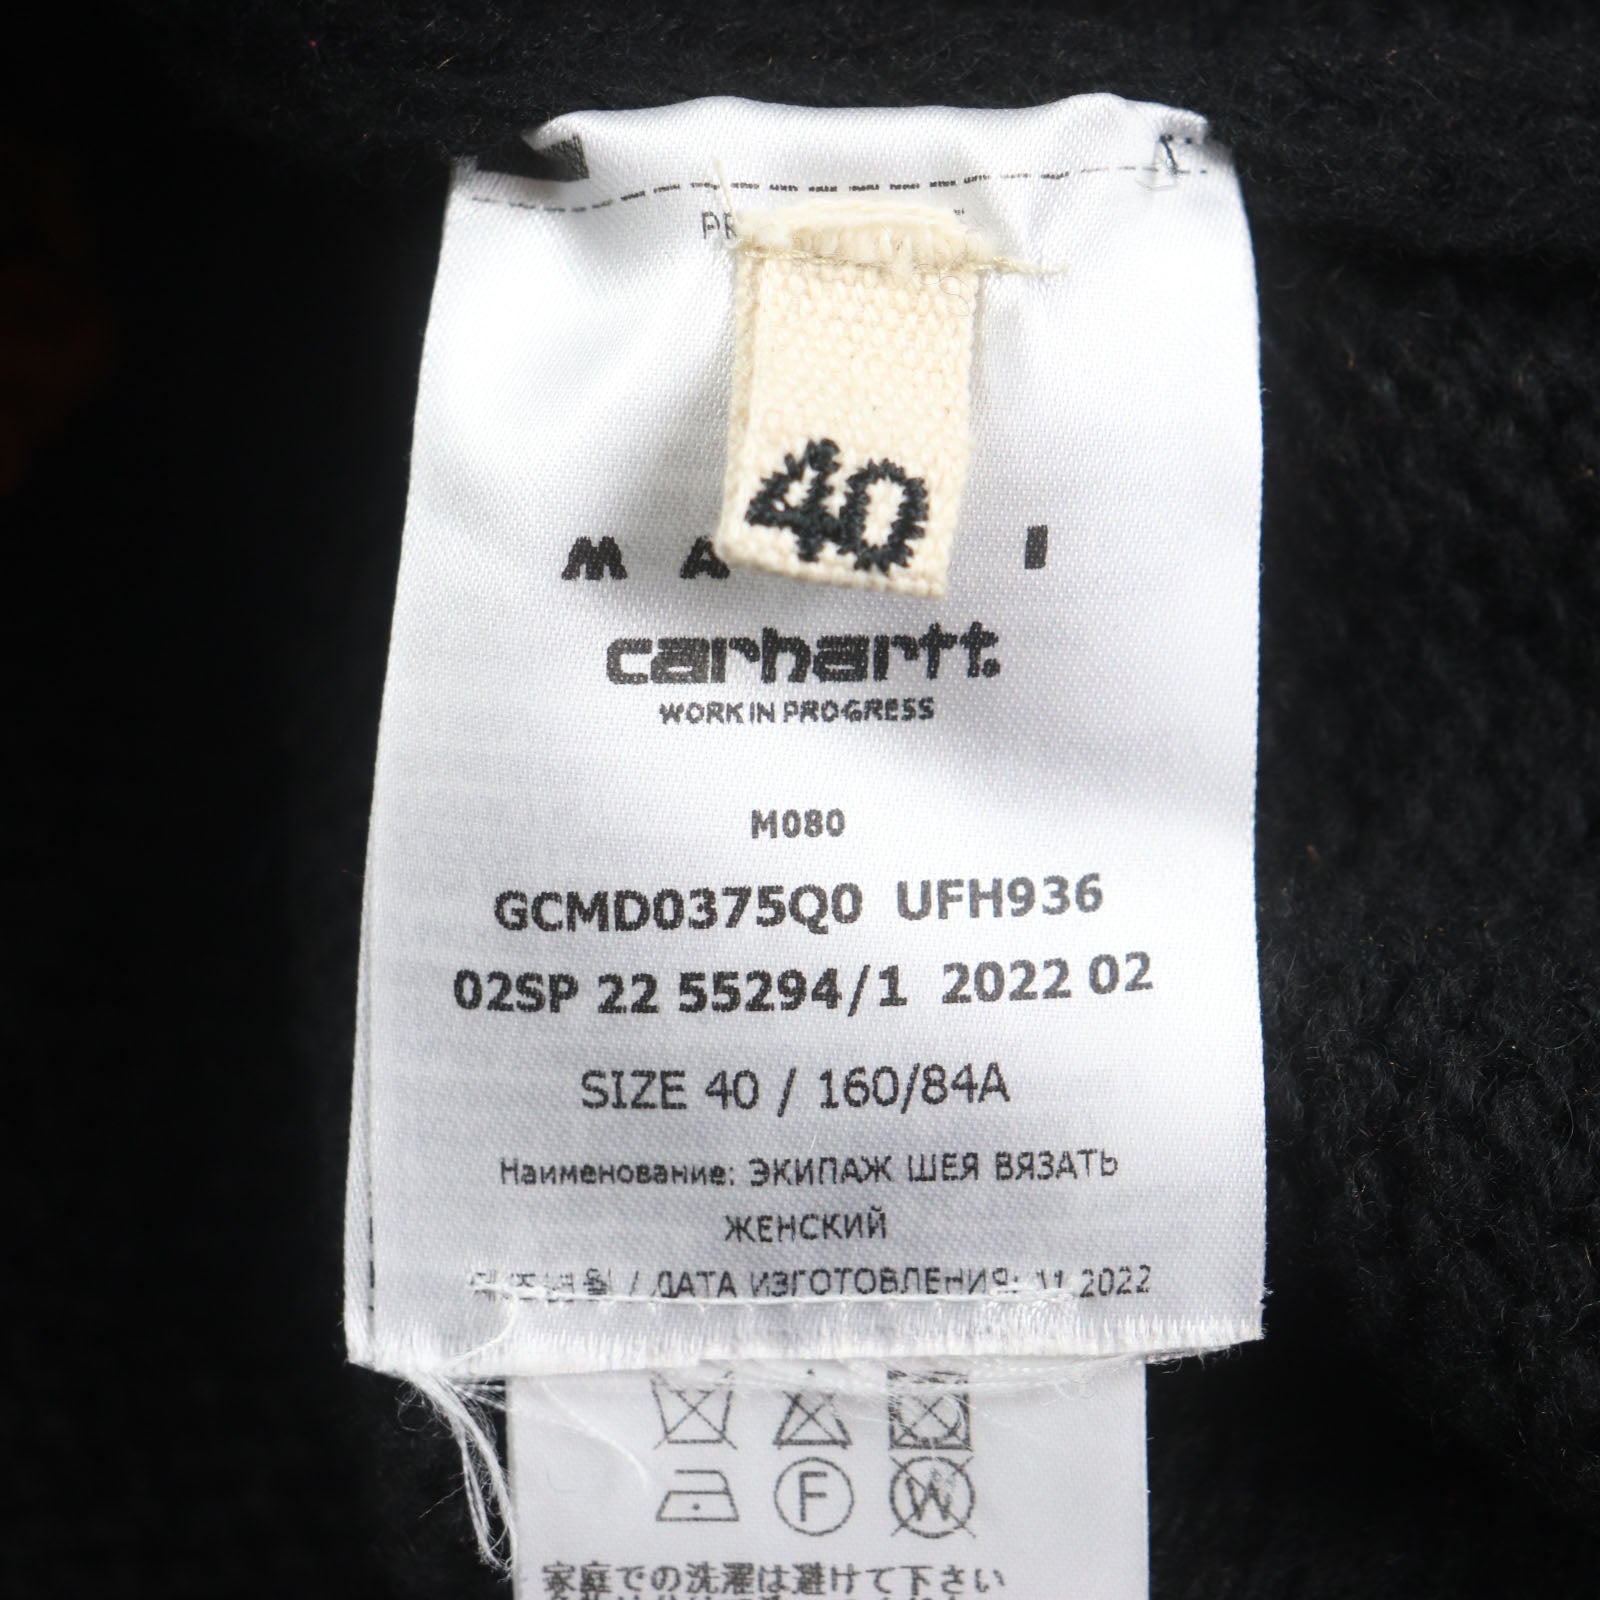 40
carhartt.
WORK IN PROGRESS
M080
GCMD0375Q0 UFH936
02SP 22 55294/1 2022 02
SIZE 40 / 160/84A
Наименование: ЭКИПАЖ ШЕЯ ВЯЗАТЬ
ЖЕНСКИЙ
/ ДАТА ИЗГОТОВЛЕНИЯ: 2022
F
W
家庭での洗濯は避けて下さい